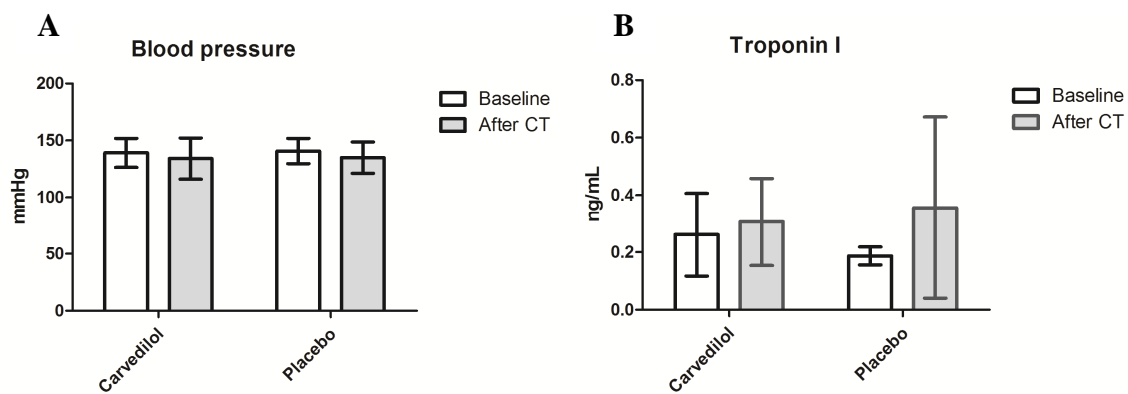 A
Blood pressure
200
150
100
50
0
mmHg
Carvedilol
Placebo
Baseline
After CT
B
Troponin I
0.8
0.6
0.4
0.2
0.0
ng/mL
Carvedilol
Placebo
Baseline
After CT